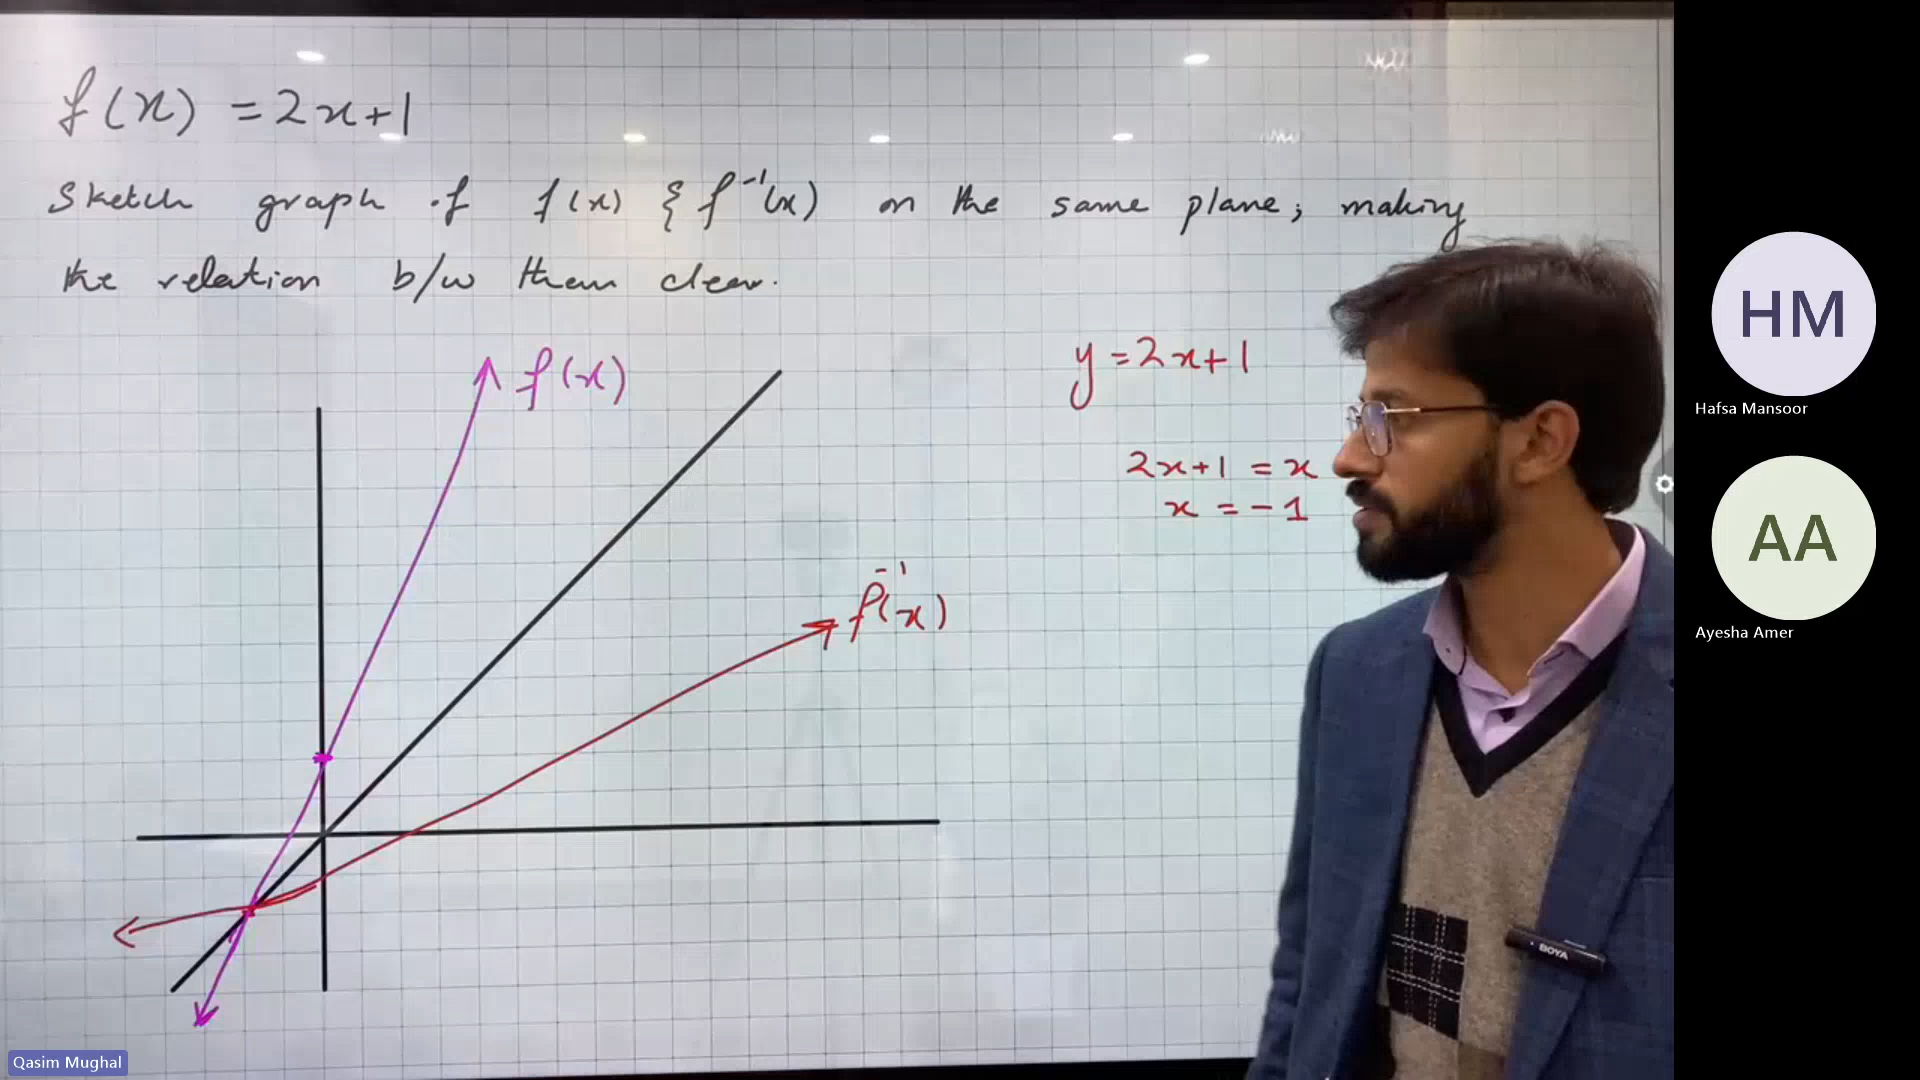 f(x) = 2x+1
Sketch graph of f(x) & f⁻¹(x) on the same plane; making
the relation b/w them clear.
f(x)
y = 2x+1
2x+1 = x
x = -1
f⁻¹(x)
BOYA
HM
Hafsa Mansoor
AA
Ayesha Amer
Qasim Mughal